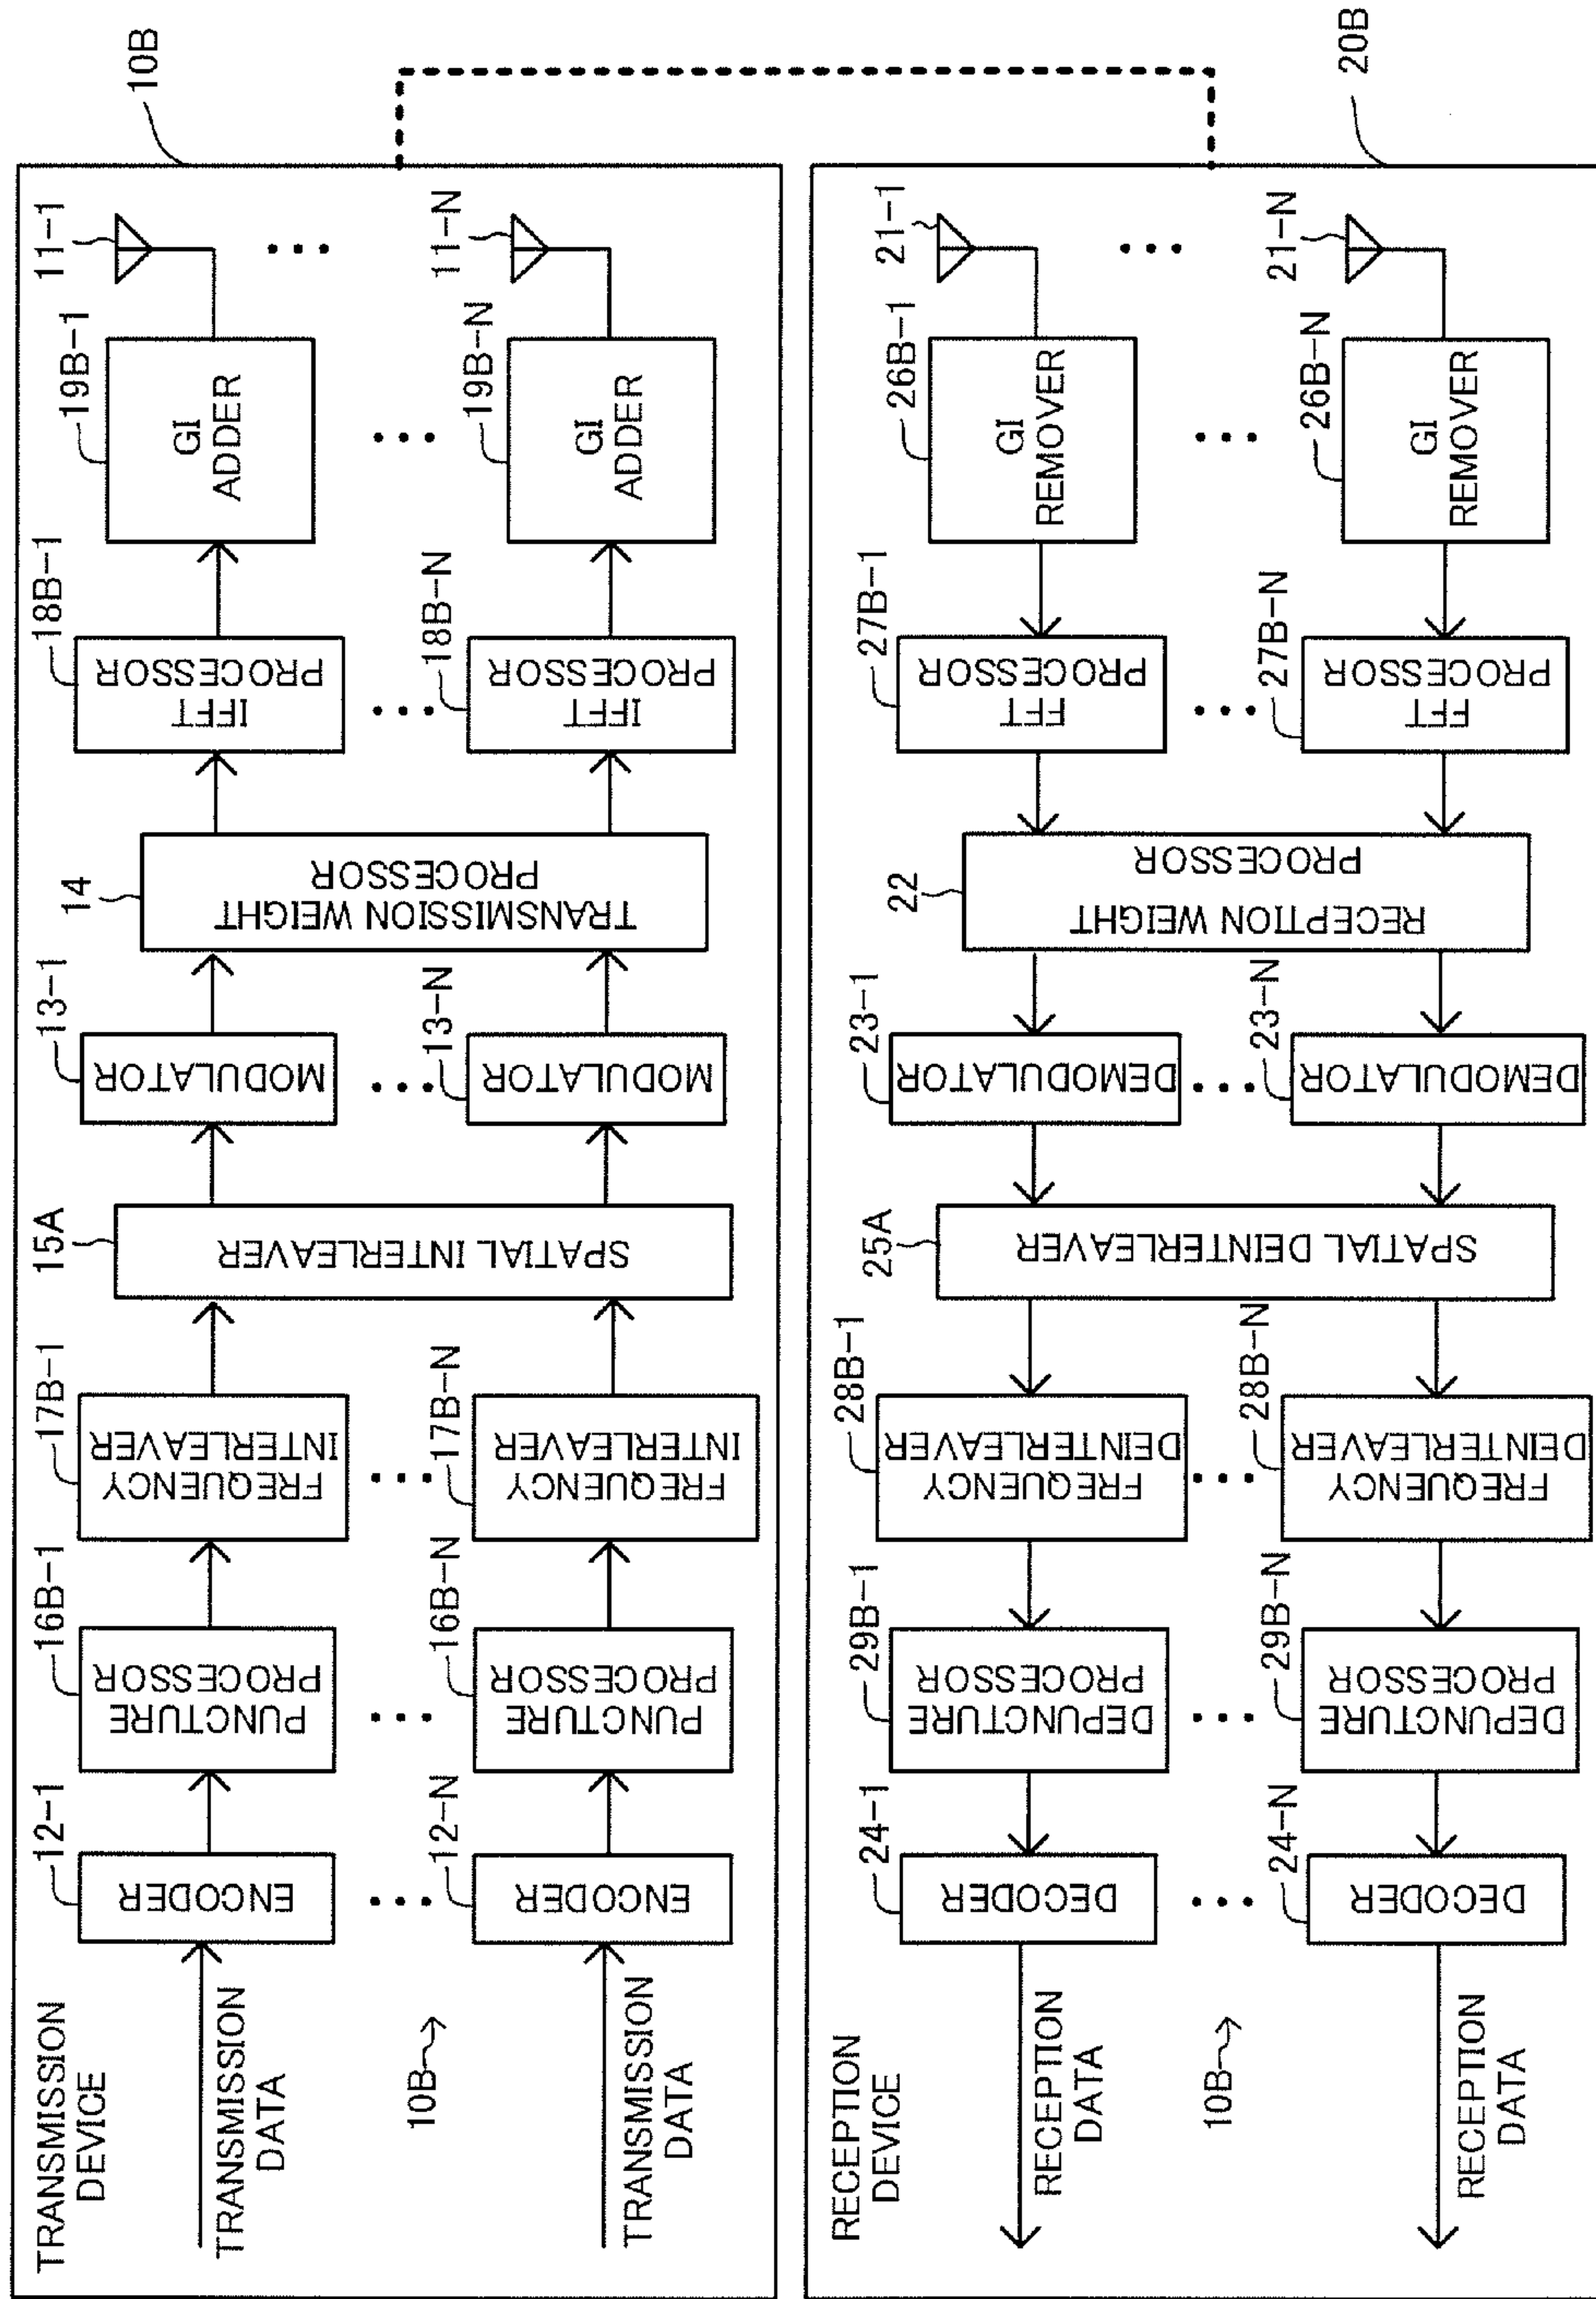 10B
TRANSMISSION
DEVICE
TRANSMISSION
DATA
12-1
ENCODER
16B-1
PUNCTURE
PROCESSOR
17B-1
FREQUENCY
INTERLEAVER
15A
SPATIAL INTERLEAVER
13-1
MODULATOR
14
TRANSMISSION WEIGHT
PROCESSOR
18B-1
IFFT
PROCESSOR
19B-1
GI
ADDER
11-1
10B
TRANSMISSION
DATA
12-N
ENCODER
16B-N
PUNCTURE
PROCESSOR
17B-N
FREQUENCY
INTERLEAVER
13-N
MODULATOR
18B-N
IFFT
PROCESSOR
19B-N
GI
ADDER
11-N
20B
RECEPTION
DEVICE
RECEPTION
DATA
24-1
DECODER
29B-1
DEPUNCTURE
PROCESSOR
28B-1
FREQUENCY
DEINTERLEAVER
25A
SPATIAL DEINTERLEAVER
23-1
DEMODULATOR
22
RECEPTION WEIGHT
PROCESSOR
27B-1
FFT
PROCESSOR
26B-1
GI
REMOVER
21-1
10B
RECEPTION
DATA
24-N
DECODER
29B-N
DEPUNCTURE
PROCESSOR
28B-N
FREQUENCY
DEINTERLEAVER
23-N
DEMODULATOR
27B-N
FFT
PROCESSOR
26B-N
GI
REMOVER
21-N